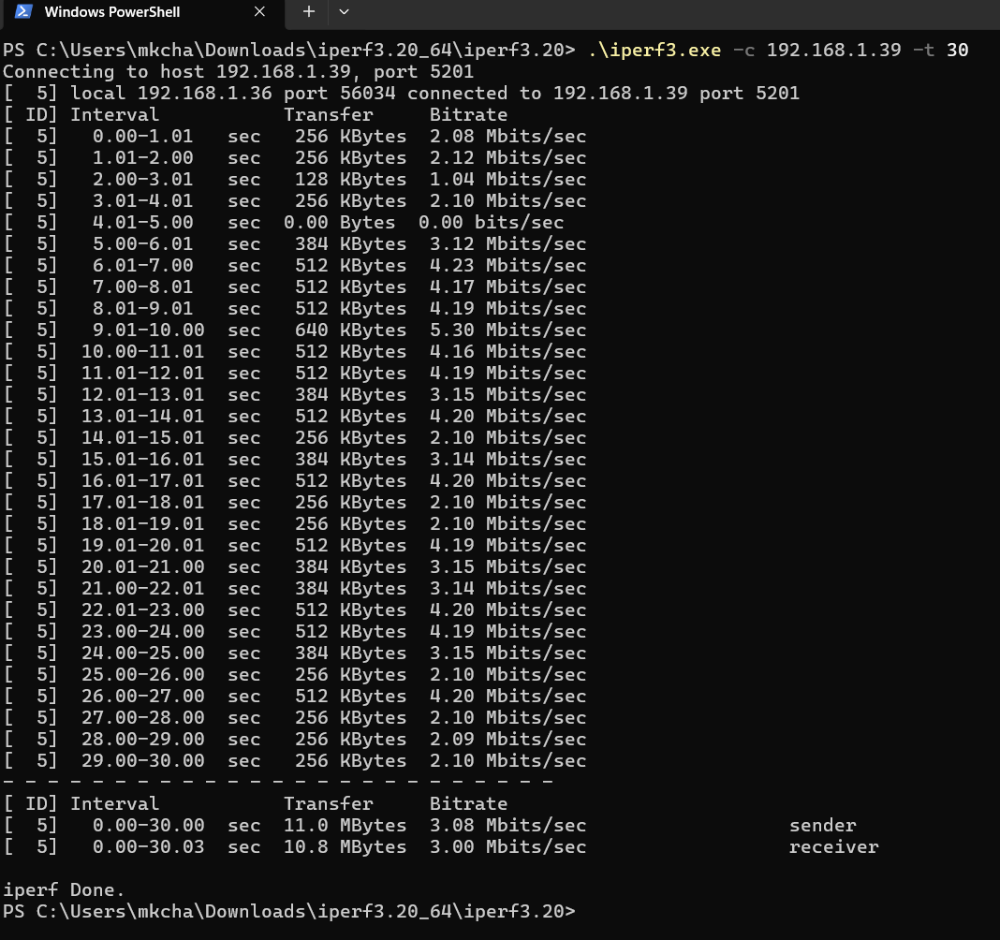 Windows PowerShell
PS C:\Users\mkcha\Downloads\iperf3.20_64\iperf3.20> .\iperf3.exe -c 192.168.1.39 -t 30
Connecting to host 192.168.1.39, port 5201
[  5] local 192.168.1.36 port 56034 connected to 192.168.1.39 port 5201
[ ID] Interval           Transfer     Bitrate
[  5]   0.00-1.01   sec   256 KBytes  2.08 Mbits/sec
[  5]   1.01-2.00   sec   256 KBytes  2.12 Mbits/sec
[  5]   2.00-3.01   sec   128 KBytes  1.04 Mbits/sec
[  5]   3.01-4.01   sec   256 KBytes  2.10 Mbits/sec
[  5]   4.01-5.00   sec  0.00 Bytes  0.00 bits/sec
[  5]   5.00-6.01   sec   384 KBytes  3.12 Mbits/sec
[  5]   6.01-7.00   sec   512 KBytes  4.23 Mbits/sec
[  5]   7.00-8.01   sec   512 KBytes  4.17 Mbits/sec
[  5]   8.01-9.01   sec   512 KBytes  4.19 Mbits/sec
[  5]   9.01-10.00  sec   640 KBytes  5.30 Mbits/sec
[  5]  10.00-11.01  sec   512 KBytes  4.16 Mbits/sec
[  5]  11.01-12.01  sec   512 KBytes  4.19 Mbits/sec
[  5]  12.01-13.01  sec   384 KBytes  3.15 Mbits/sec
[  5]  13.01-14.01  sec   512 KBytes  4.20 Mbits/sec
[  5]  14.01-15.01  sec   256 KBytes  2.10 Mbits/sec
[  5]  15.01-16.01  sec   384 KBytes  3.14 Mbits/sec
[  5]  16.01-17.01  sec   512 KBytes  4.20 Mbits/sec
[  5]  17.01-18.01  sec   256 KBytes  2.10 Mbits/sec
[  5]  18.01-19.01  sec   256 KBytes  2.10 Mbits/sec
[  5]  19.01-20.01  sec   512 KBytes  4.19 Mbits/sec
[  5]  20.01-21.00  sec   384 KBytes  3.15 Mbits/sec
[  5]  21.00-22.01  sec   384 KBytes  3.14 Mbits/sec
[  5]  22.01-23.00  sec   512 KBytes  4.20 Mbits/sec
[  5]  23.00-24.00  sec   512 KBytes  4.19 Mbits/sec
[  5]  24.00-25.00  sec   384 KBytes  3.15 Mbits/sec
[  5]  25.00-26.00  sec   256 KBytes  2.10 Mbits/sec
[  5]  26.00-27.00  sec   512 KBytes  4.20 Mbits/sec
[  5]  27.00-28.00  sec   256 KBytes  2.10 Mbits/sec
[  5]  28.00-29.00  sec   256 KBytes  2.09 Mbits/sec
[  5]  29.00-30.00  sec   256 KBytes  2.10 Mbits/sec
- - - - - - - - - - - - - - - - - - - - - - - - -
[ ID] Interval           Transfer     Bitrate
[  5]   0.00-30.00  sec  11.0 MBytes  3.08 Mbits/sec                  sender
[  5]   0.00-30.03  sec  10.8 MBytes  3.00 Mbits/sec                  receiver
iperf Done.
PS C:\Users\mkcha\Downloads\iperf3.20_64\iperf3.20>